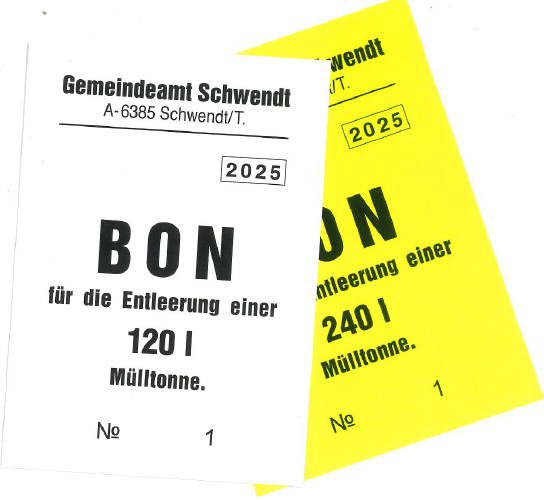 Gemeindeamt Schwendt
A-6385 Schwendt/T.
2025
BON
für die Entleerung einer
120 l
Mülltonne.
№ 1
wendt
/T.
2025
ON
ntleerung einer
240 l
Mülltonne.
№ 1